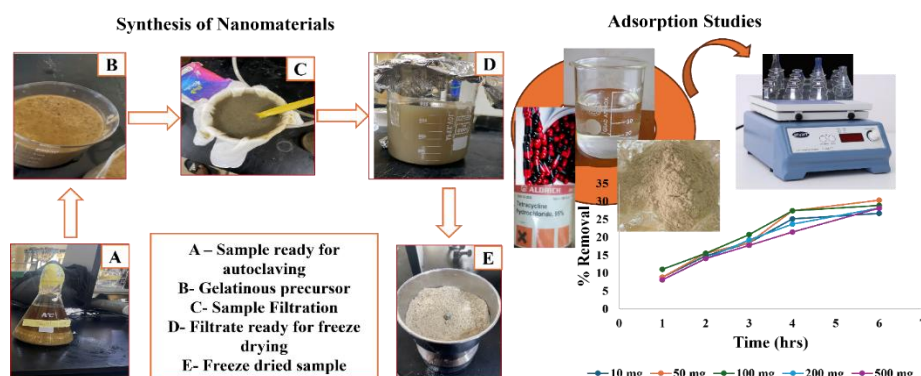 Synthesis of Nanomaterials
Adsorption Studies
B
C
D
A
E
A – Sample ready for
autoclaving
B- Gelatinous precursor
C- Sample Filtration
D- Filtrate ready for freeze
drying
E- Freeze dried sample
ALDRICH
Tetracycline
% Removal
35
30
25
20
15
10
5
0
0 1 2 3 4 5 6 7
Time (hrs)
10 mg 50 mg 100 mg 200 mg 500 mg